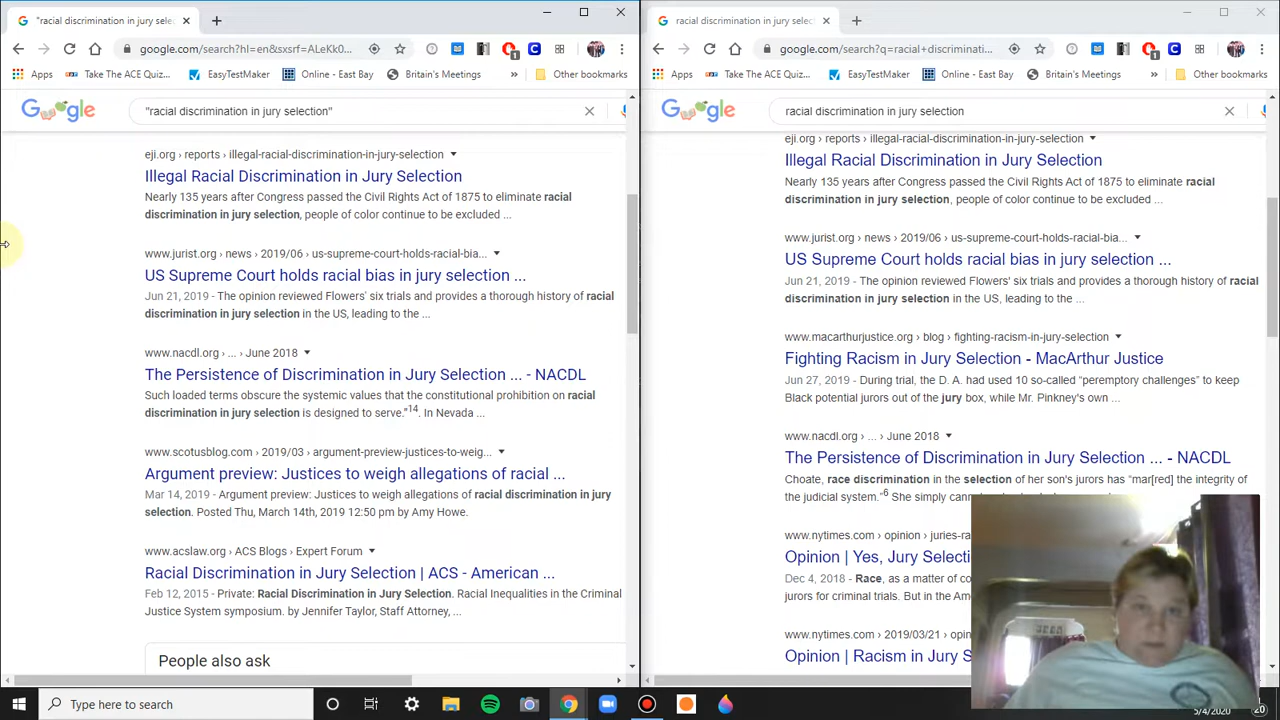 "racial discrimination in jury selec
google.com/search?hl=en&sxsrf=ALeKk0...
Apps
Take The ACE Quiz...
EasyTestMaker
Online - East Bay
Britain's Meetings
»
Other bookmarks
Google
"racial discrimination in jury selection"
eji.org › reports › illegal-racial-discrimination-in-jury-selection
Illegal Racial Discrimination in Jury Selection
Nearly 135 years after Congress passed the Civil Rights Act of 1875 to eliminate racial
discrimination in jury selection, people of color continue to be excluded ...
www.jurist.org › news › 2019/06 › us-supreme-court-holds-racial-bia...
US Supreme Court holds racial bias in jury selection ...
Jun 21, 2019 - The opinion reviewed Flowers' six trials and provides a thorough history of racial
discrimination in jury selection in the US, leading to the ...
www.nacdl.org › ... › June 2018
The Persistence of Discrimination in Jury Selection ... - NACDL
Such loaded terms obscure the systemic values that the constitutional prohibition on racial
discrimination in jury selection is designed to serve."14. In Nevada ...
www.scotusblog.com › 2019/03 › argument-preview-justices-to-weig...
Argument preview: Justices to weigh allegations of racial ...
Mar 14, 2019 - Argument preview: Justices to weigh allegations of racial discrimination in jury
selection. Posted Thu, March 14th, 2019 12:50 pm by Amy Howe.
www.acslaw.org › ACS Blogs › Expert Forum
Racial Discrimination in Jury Selection | ACS - American ...
Feb 12, 2015 - Private: Racial Discrimination in Jury Selection. Racial Inequalities in the Criminal
Justice System symposium. by Jennifer Taylor, Staff Attorney, ...
People also ask
racial discrimination in jury selec
google.com/search?q=racial+discriminati...
Apps
Take The ACE Quiz...
EasyTestMaker
Online - East Bay
Britain's Meetings
»
Other bookmarks
Google
racial discrimination in jury selection
eji.org › reports › illegal-racial-discrimination-in-jury-selection
Illegal Racial Discrimination in Jury Selection
Nearly 135 years after Congress passed the Civil Rights Act of 1875 to eliminate racial
discrimination in jury selection, people of color continue to be excluded ...
www.jurist.org › news › 2019/06 › us-supreme-court-holds-racial-bia...
US Supreme Court holds racial bias in jury selection ...
Jun 21, 2019 - The opinion reviewed Flowers' six trials and provides a thorough history of racial
discrimination in jury selection in the US, leading to the ...
www.macarthurjustice.org › blog › fighting-racism-in-jury-selection
Fighting Racism in Jury Selection - MacArthur Justice
Jun 27, 2019 - During trial, the D. A. had used 10 so-called “peremptory challenges” to keep
Black potential jurors out of the jury box, while Mr. Pinkney's own ...
www.nacdl.org › ... › June 2018
The Persistence of Discrimination in Jury Selection ... - NACDL
Choate, race discrimination in the selection of her son's jurors has “mar[red] the integrity of
the judicial system.”6 She simply
www.nytimes.com › opinion › juries-ra
Opinion | Yes, Jury Selecti
Dec 4, 2018 - Race, as a matter of co
jurors for criminal trials. But in the Ame
www.nytimes.com › 2019/03/21 › opin
Opinion | Racism in Jury S
Type here to search
5/4/2020
20